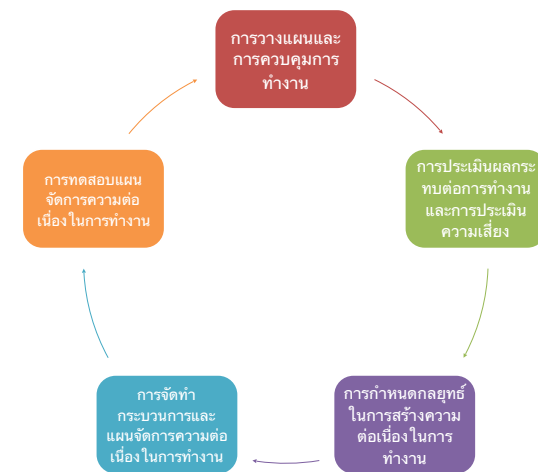 การวางแผนและ
การควบคุมการ
ทำงาน
การประเมินผลกระ
ทบต่อการทำงาน
และการประเมิน
ความเสี่ยง
การกำหนดกลยุทธ์
ในการสร้างความ
ต่อเนื่องในการ
ทำงาน
การจัดทำ
กระบวนการและ
แผนจัดการความต่อ
เนื่องในการทำงาน
การทดสอบแผน
จัดการความต่อ
เนื่องในการทำงาน